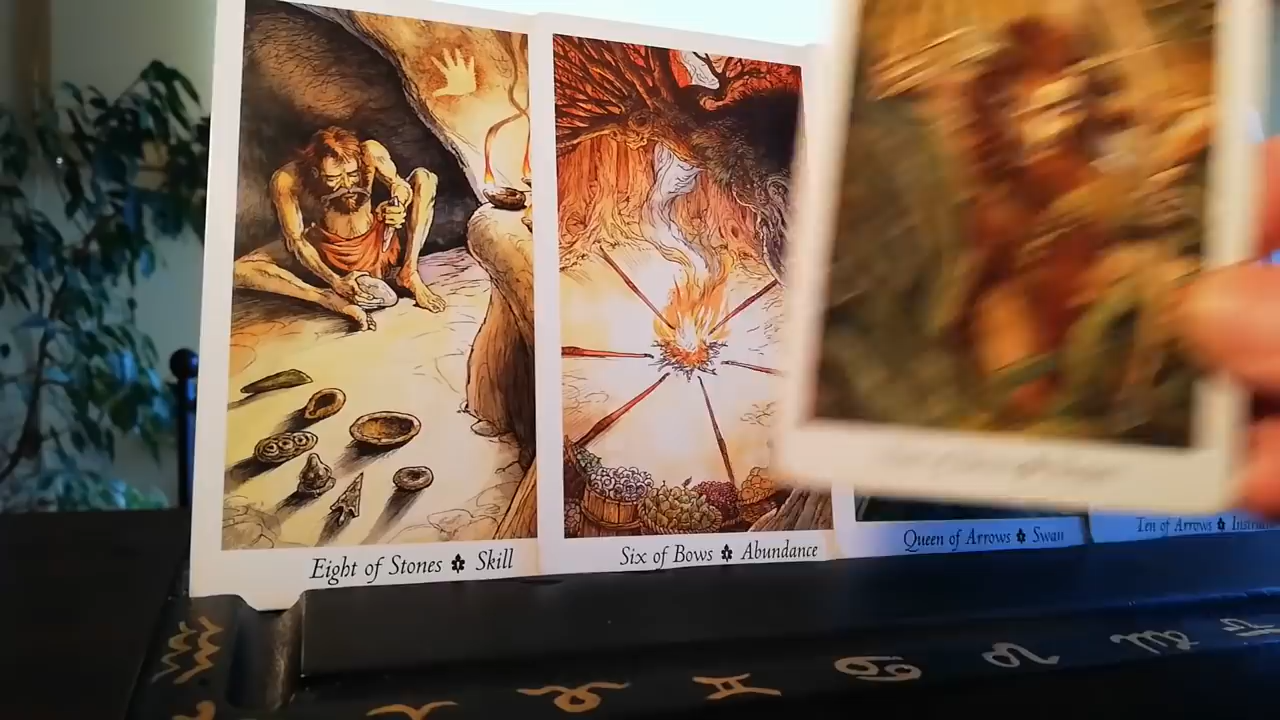 Eight of Stones Skill
Six of Bows Abundance
Queen of Arrows Swan
Ten of Arrows